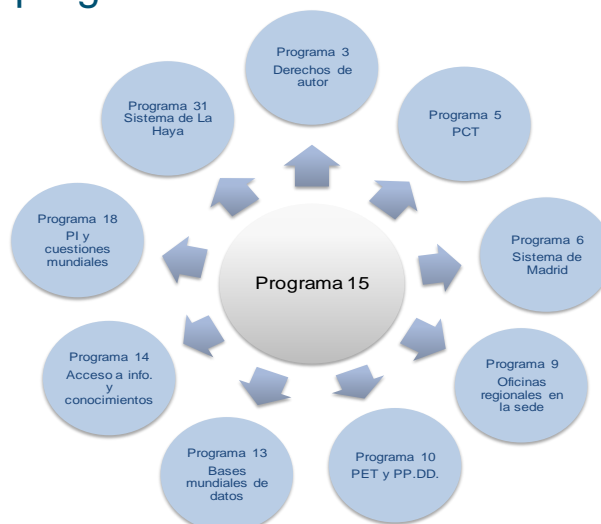 Programa 3
Derechos de
autor
Programa 5
PCT
Programa 6
Sistema de
Madrid
Programa 9
Oficinas
regionales en
la sede
Programa 10
PET y PP.DD.
Programa 13
Bases
mundiales de
datos
Programa 14
Acceso a info.
y
conocimientos
Programa 18
PI y
cuestiones
mundiales
Programa 31
Sistema de La
Haya
Programa 15